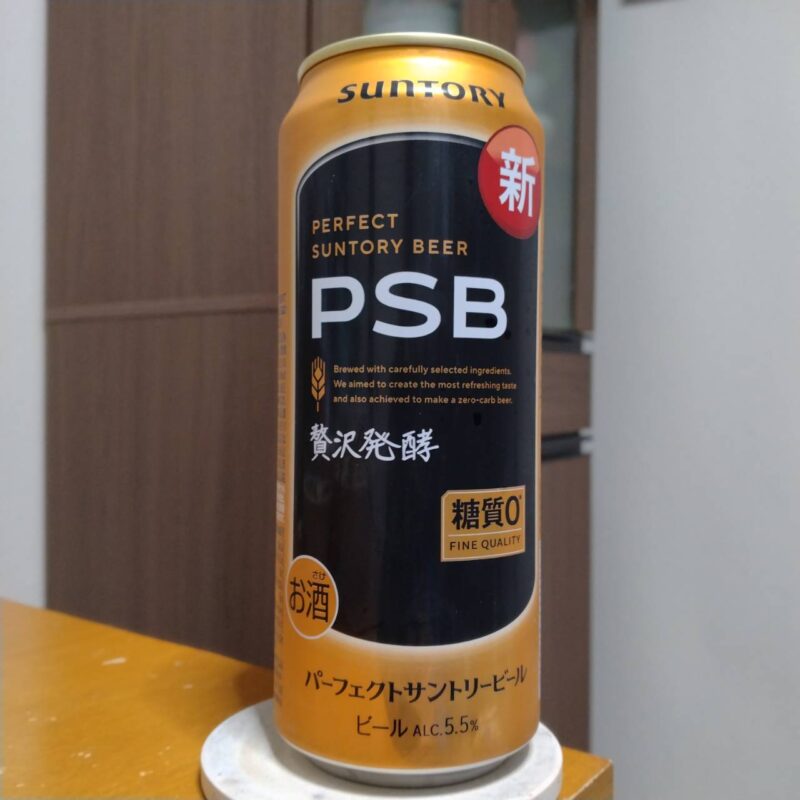 SUNTORY
新
PERFECT
SUNTORY BEER
PSB
Brewed with carefully selected ingredients.
We aimed to create the most refreshing taste
and also achieved to make a zero-carb beer.
贅沢発酵
糖質0*
FINE QUALITY
さけ
お酒
パーフェクトサントリービール
ビール ALC.5.5%